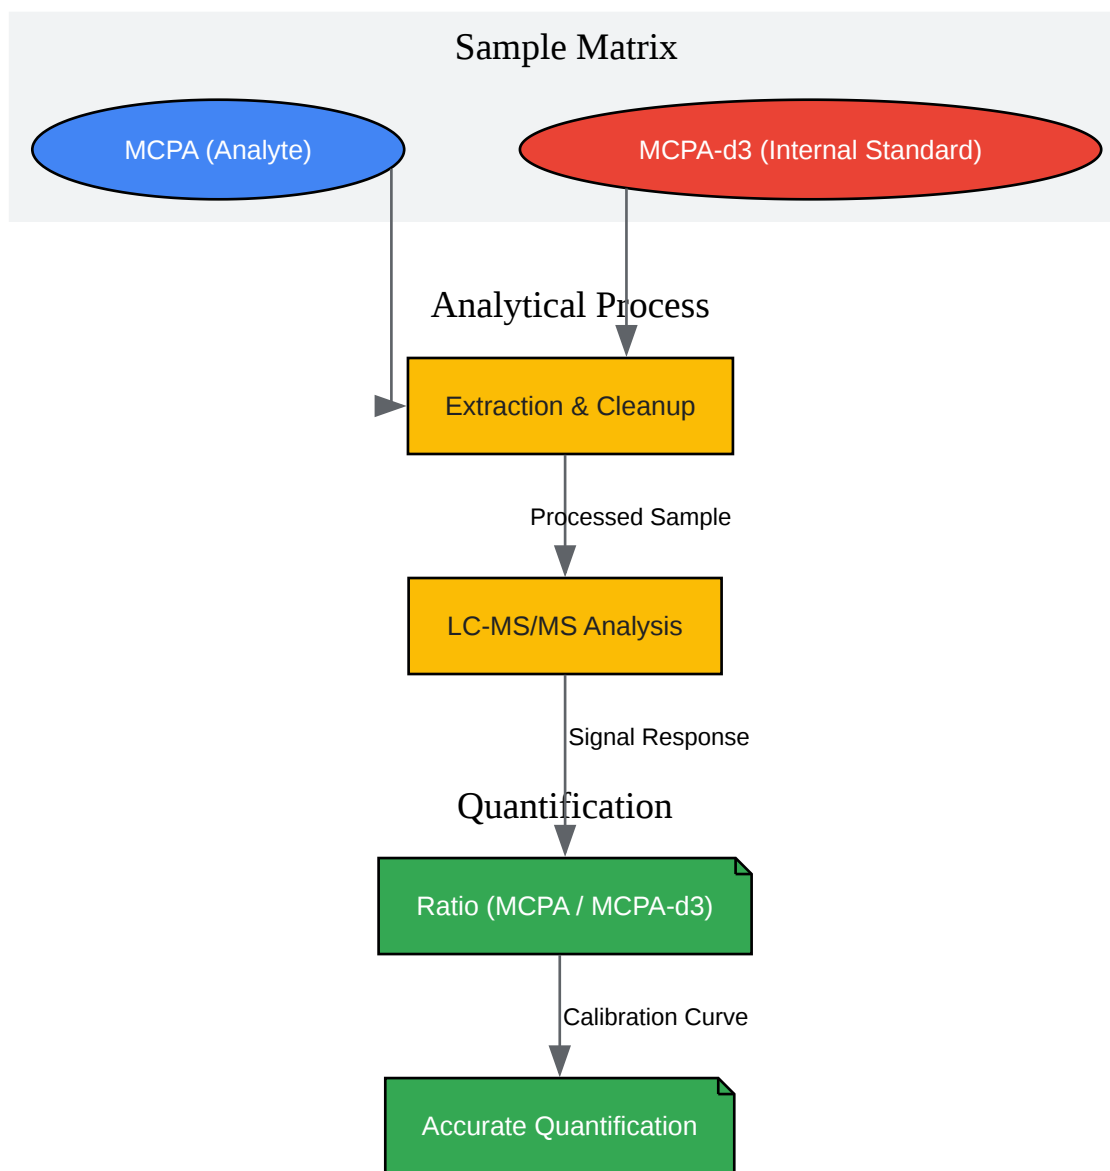 Sample Matrix
MCPA (Analyte)
MCPA-d3 (Internal Standard)
Analytical Process
Extraction & Cleanup
Processed Sample
LC-MS/MS Analysis
Signal Response
Quantification
Ratio (MCPA / MCPA-d3)
Calibration Curve
Accurate Quantification